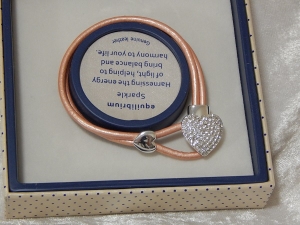 equilibrium
Sparkle
Harnessing the energy
of light, helping to
bring balance and
harmony to your life.
Genuine leather